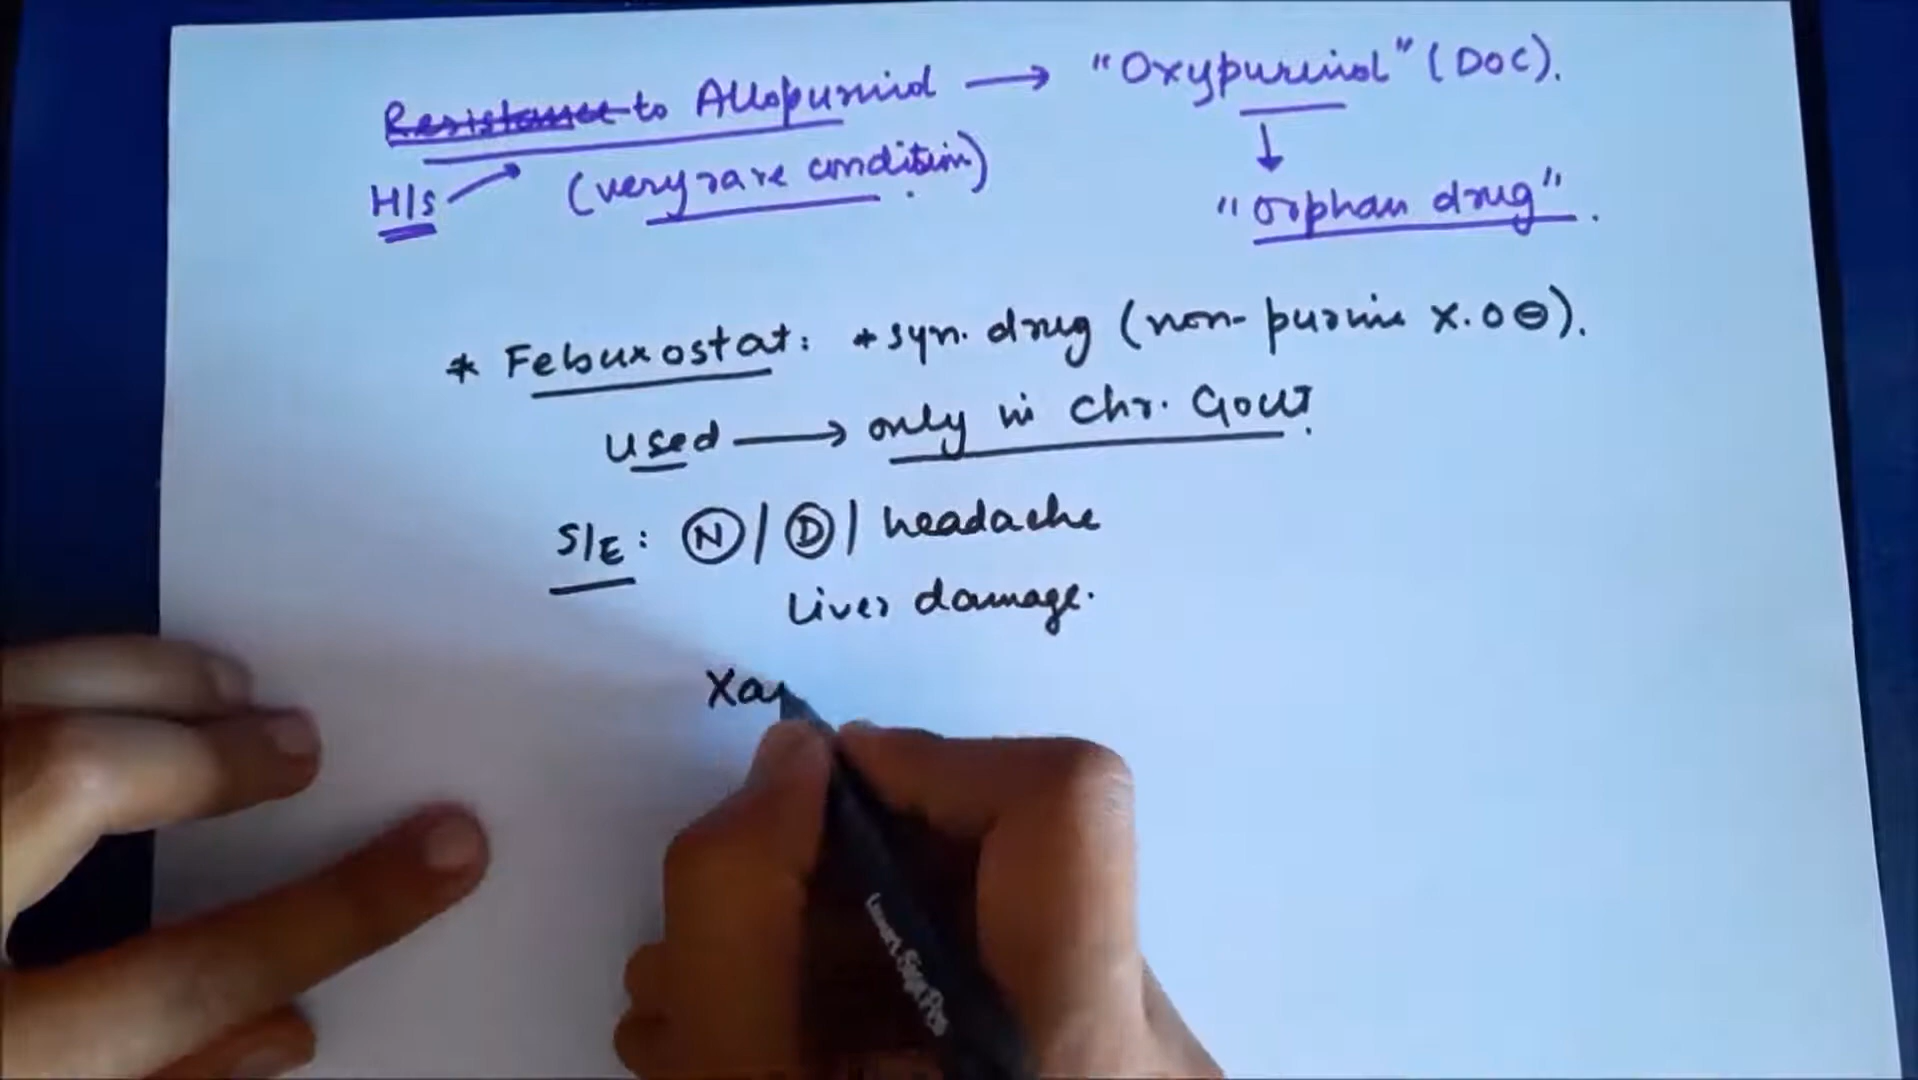 Resistance to Allopurinol → "Oxypurinol" (DOC).
H/S → (very rare condition)
↓
"orphan drug".
* Febuxostat: * syn. drug (non-purine X.O ⊖).
used → only in Chr. Gout.
S/E: Ⓝ / Ⓓ / headache
Liver damage.
Xan